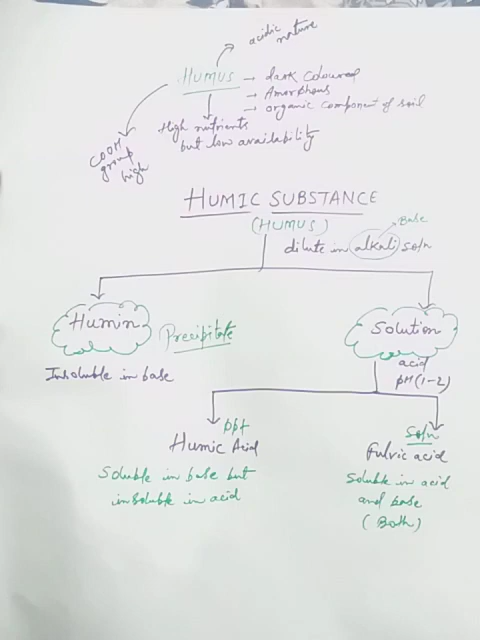 acidic
nature
HUMUS
→ dark coloured
→ Amorphous
→ organic component of soil
High nutrients
but low availability
COOH
group
high
HUMIC SUBSTANCE
(HUMUS)
Base
dilute in alkali soln
Humin
Precipitate
Solution
Insoluble in base
acid
pH (1-2)
ppt
Humic Acid
Soluble in base but
insoluble in acid
Soln
fulvic acid
Soluble in acid
and base
(Both)